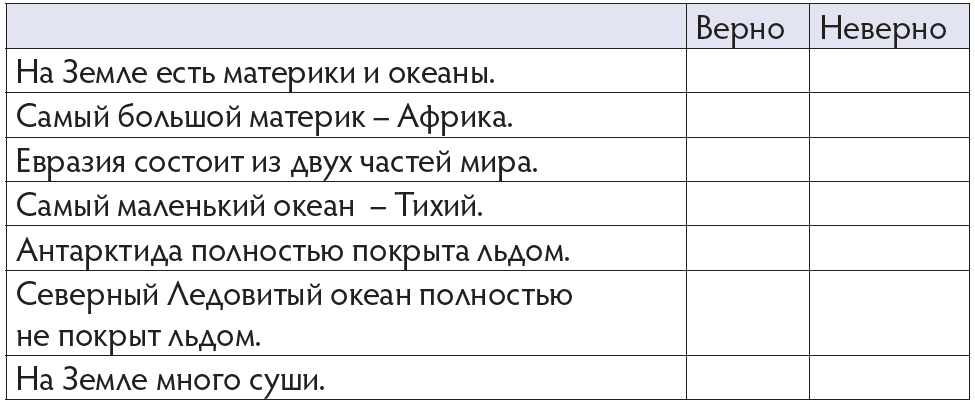 Верно Неверно
На Земле есть материки и океаны.
Самый большой материк – Африка.
Евразия состоит из двух частей мира.
Самый маленький океан – Тихий.
Антарктида полностью покрыта льдом.
Северный Ледовитый океан полностью
не покрыт льдом.
На Земле много суши.